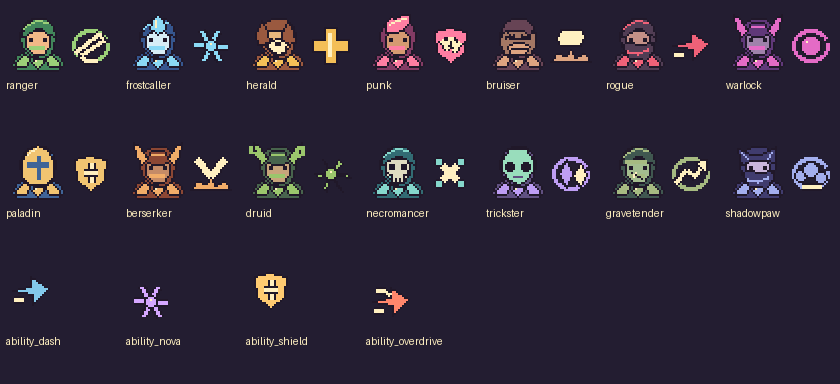 ranger frostcaller herald punk bruiser rogue warlock
paladin berserker druid necromancer trickster gravetender shadowpaw
ability_dash ability_nova ability_shield ability_overdrive